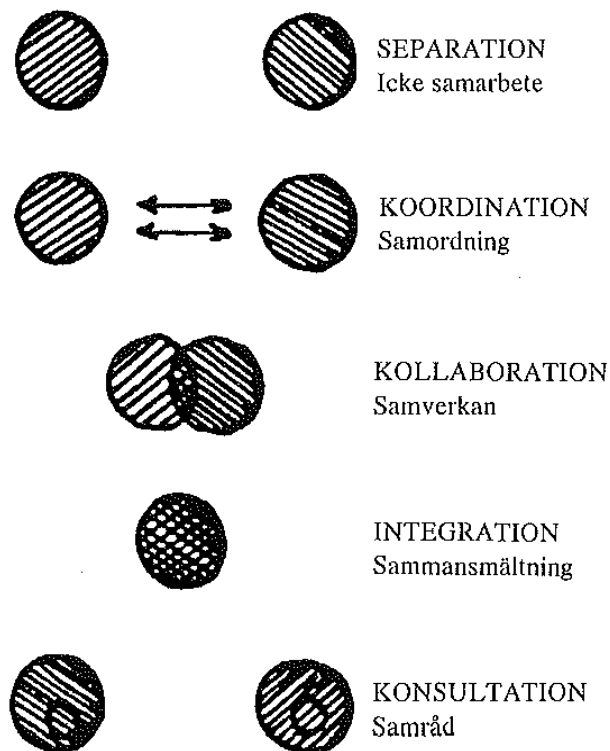 SEPARATION
Icke samarbete
KOORDINATION
Samordning
KOLLABORATION
Samverkan
INTEGRATION
Sammansmältning
KONSULTATION
Samråd